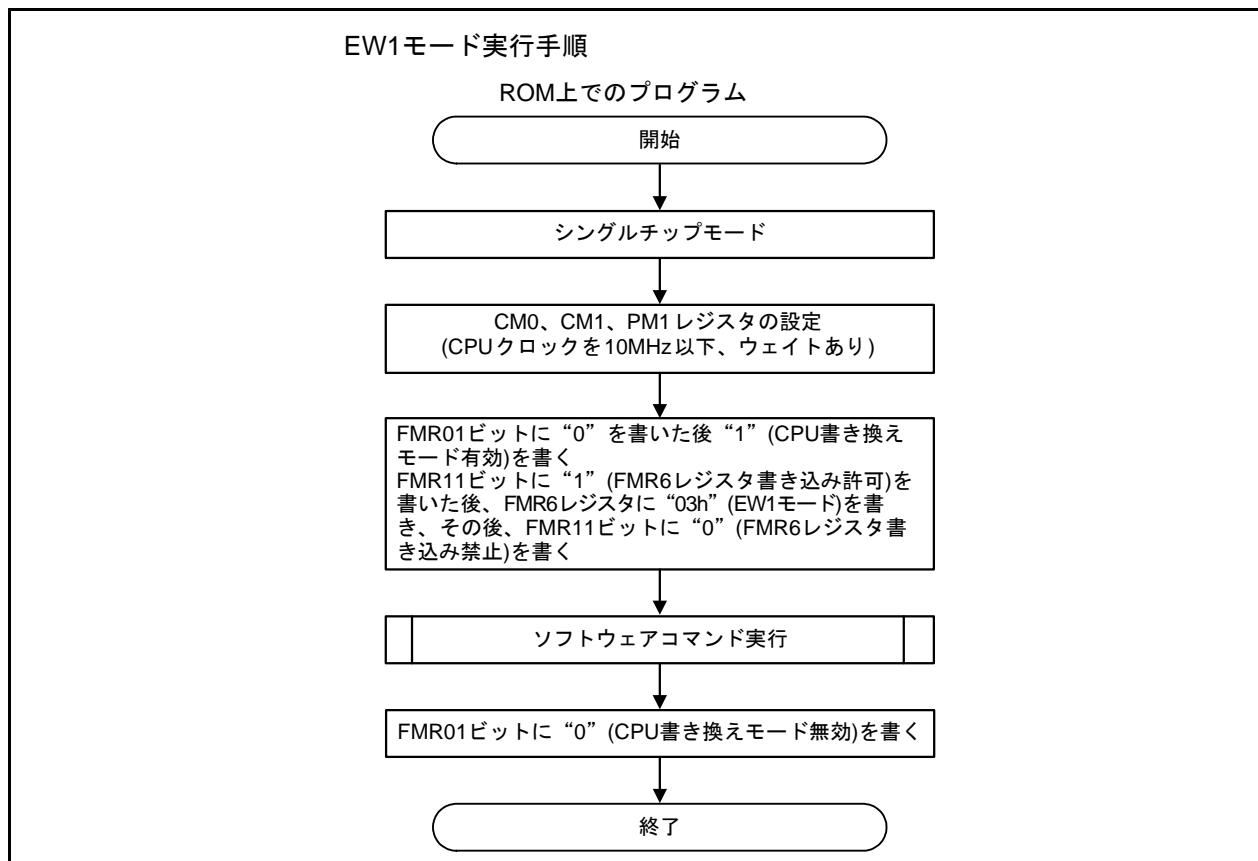 EW1モード実行手順
ROM上でのプログラム
開始
シングルチップモード
CM0、CM1、PM1レジスタの設定
(CPUクロックを10MHz以下、ウェイトあり)
FMR01ビットに“0”を書いた後“1”(CPU書き換え
モード有効)を書く
FMR11ビットに“1”(FMR6レジスタ書き込み許可)を
書いた後、FMR6レジスタに“03h”(EW1モード)を書
き、その後、FMR11ビットに“0”(FMR6レジスタ書
き込み禁止)を書く
ソフトウェアコマンド実行
FMR01ビットに“0”(CPU書き換えモード無効)を書く
終了